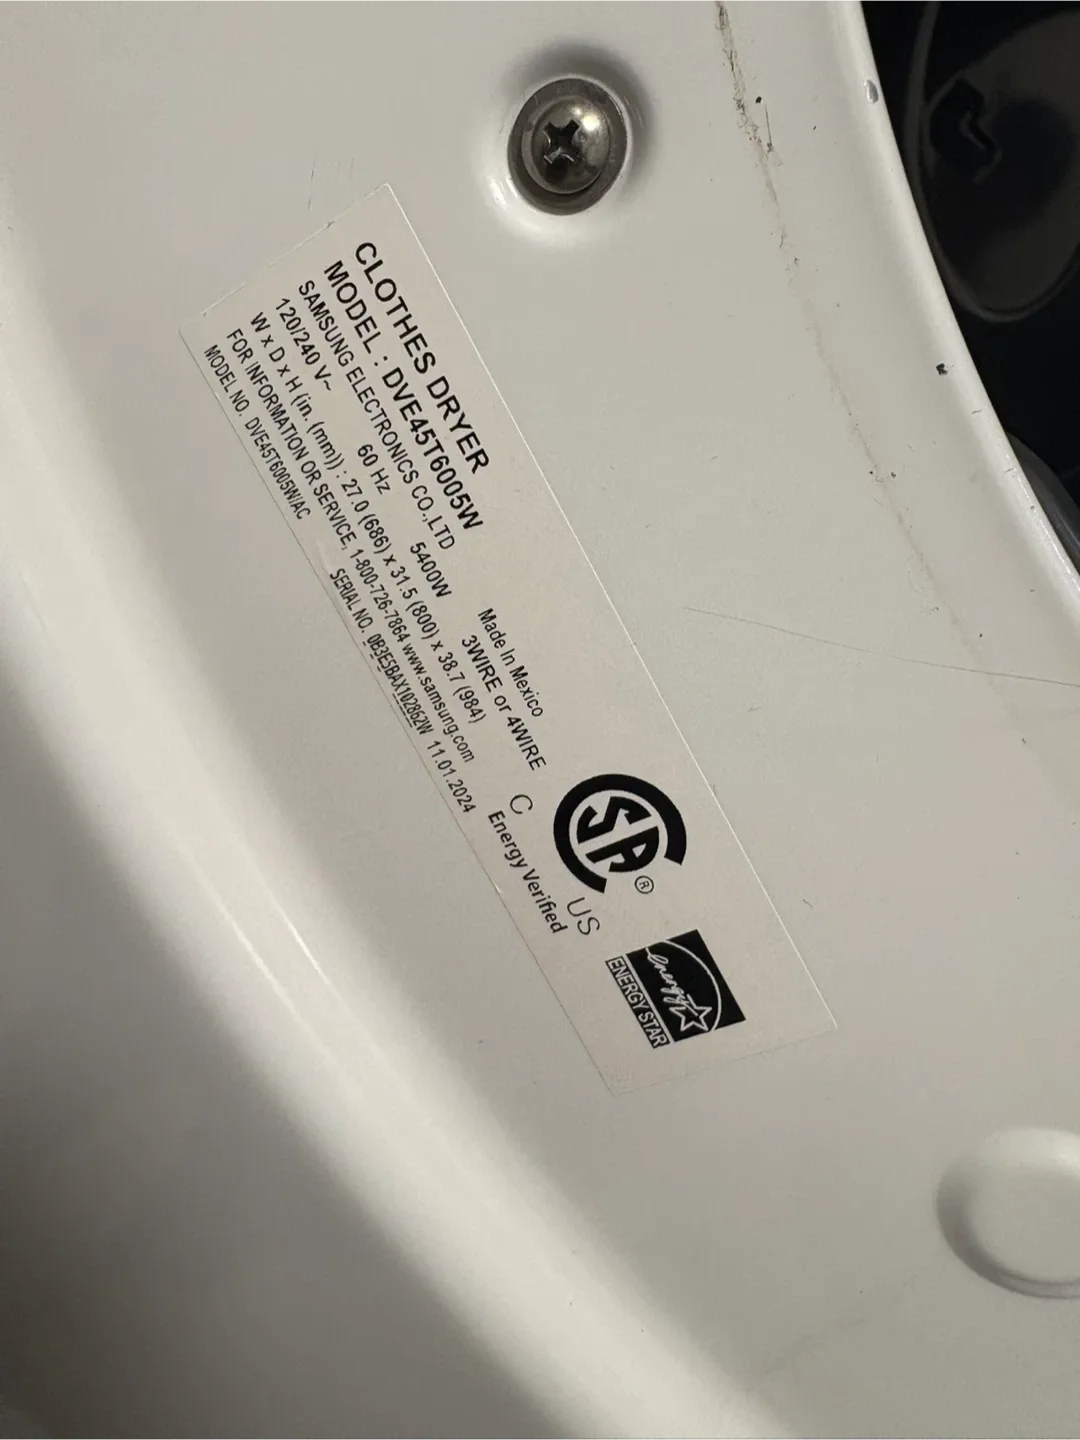 CLOTHES DRYER
MODEL : DVE45T6005W
SAMSUNG ELECTRONICS CO.,LTD Made In Mexico
120/240 V~ 60 Hz 5400W 3WIRE or 4WIRE
W x D x H (in. (mm)) : 27.0 (686) x 31.5 (800) x 38.7 (984)
FOR INFORMATION OR SERVICE, 1-800-726-7864 www.samsung.com
MODEL NO. DVE45T6005W/AC SERIAL NO. 0B3E5BAX102862W 11.01.2024
C SA ® US
Energy Verified
energy
ENERGY STAR